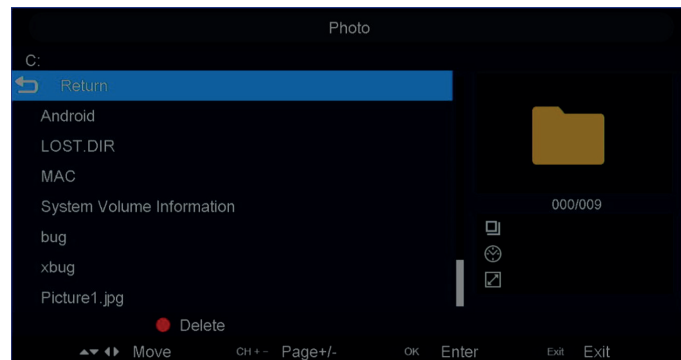 Photo
C:
Return
Android
LOST.DIR
MAC
System Volume Information
000/009
bug
xbug
Picture1.jpg
Delete
Move CH + - Page+/- OK Enter Exit Exit